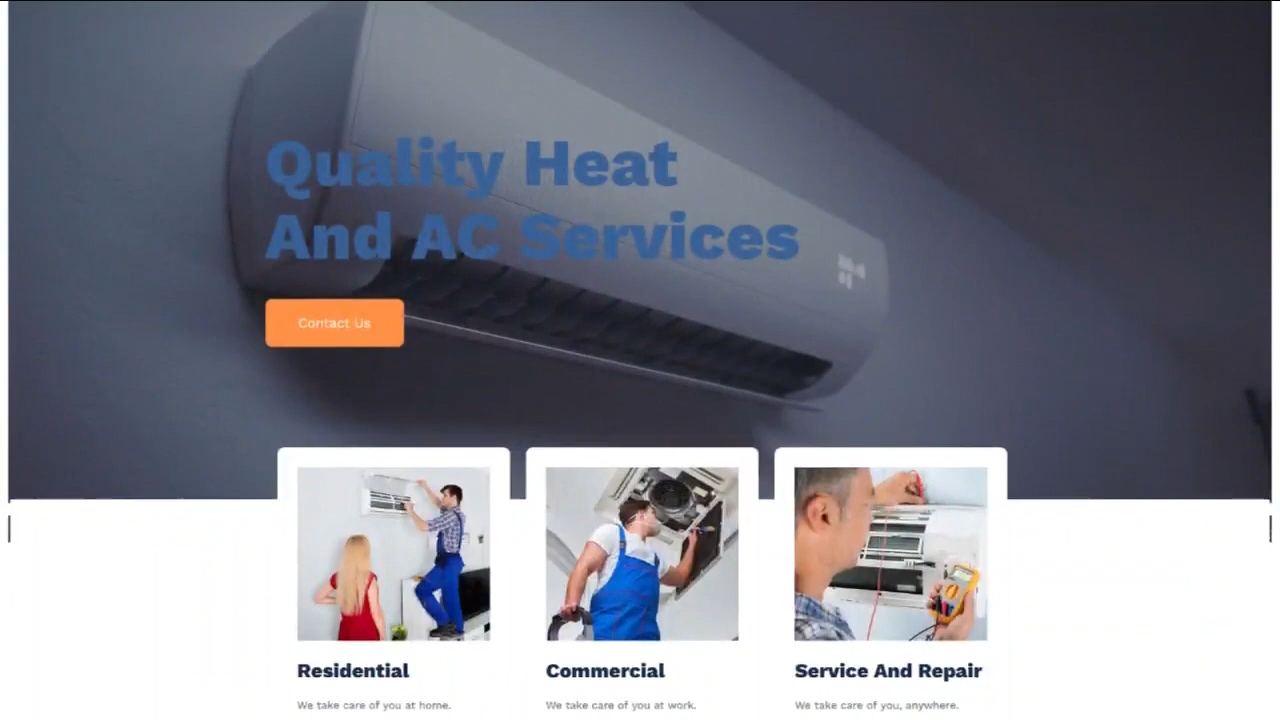 Quality Heat
And AC Services
Contact Us
Residential
Commercial
Service And Repair
We take care of you at home.
We take care of you at work.
We take care of you, anywhere.